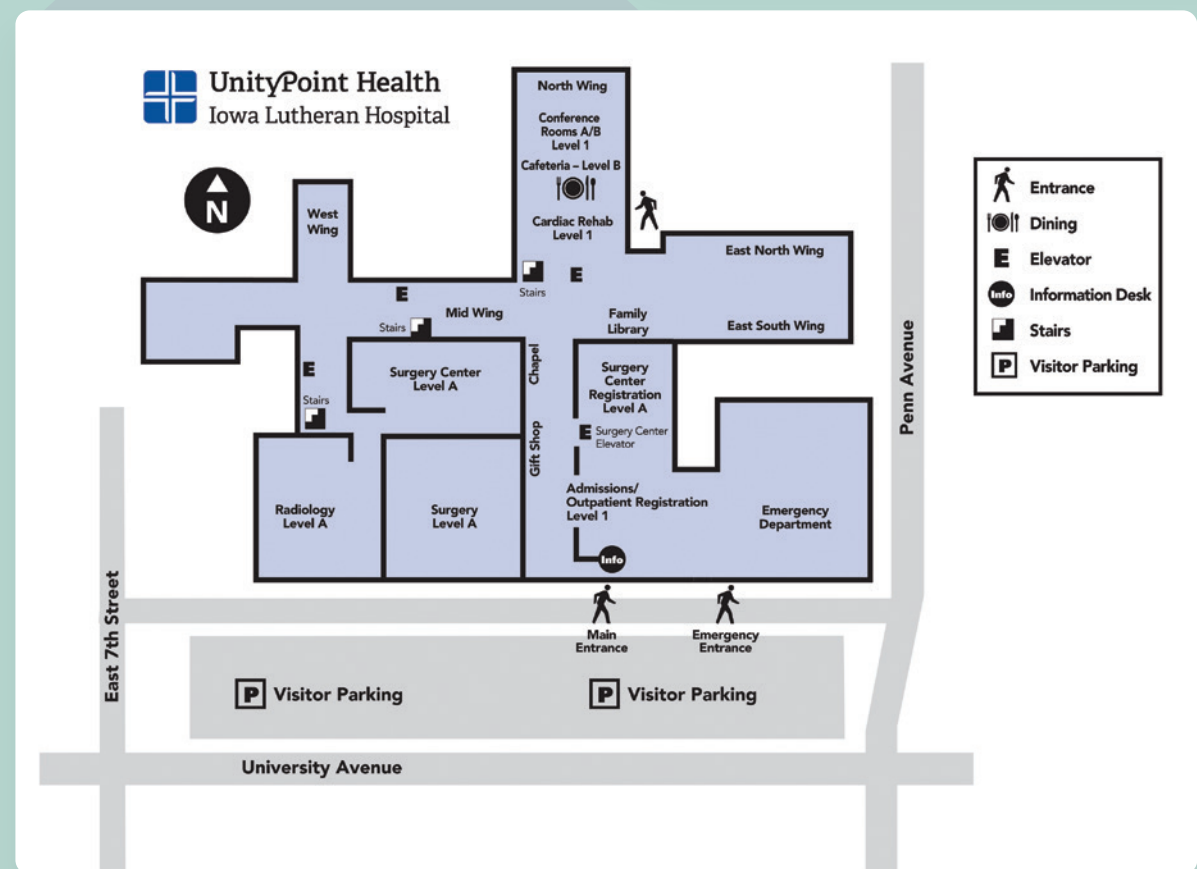 UnityPoint Health
Iowa Lutheran Hospital
N
North Wing
Conference
Rooms A/B
Level 1
Cafeteria – Level B
Cardiac Rehab
Level 1
West
Wing
E
Stairs
E
Stairs
Mid Wing
East North Wing
Family
Library
East South Wing
E
Stairs
Surgery Center
Level A
Chapel
Gift Shop
Surgery
Center
Registration
Level A
E Surgery Center
Elevator
Radiology
Level A
Surgery
Level A
Admissions/
Outpatient Registration
Level 1
Info
Emergency
Department
Main
Entrance
Emergency
Entrance
P Visitor Parking
P Visitor Parking
East 7th Street
University Avenue
Penn Avenue
Entrance
Dining
E Elevator
Info Information Desk
Stairs
P Visitor Parking